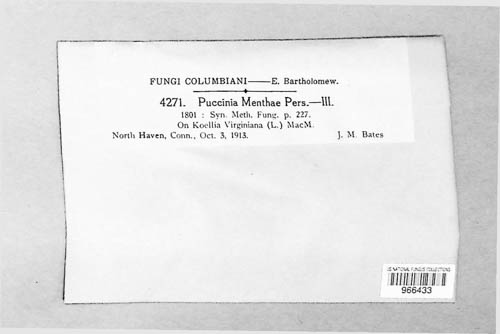 FUNGI COLUMBIANI——E. Bartholomew.
4271. Puccinia Menthae Pers.—III.
1801 : Syn. Meth. Fung. p. 227.
On Koellia Virginiana (L.) MacM.
North Haven, Conn., Oct. 3, 1913. J. M. Bates
US NATIONAL FUNGUS COLLECTIONS
966433